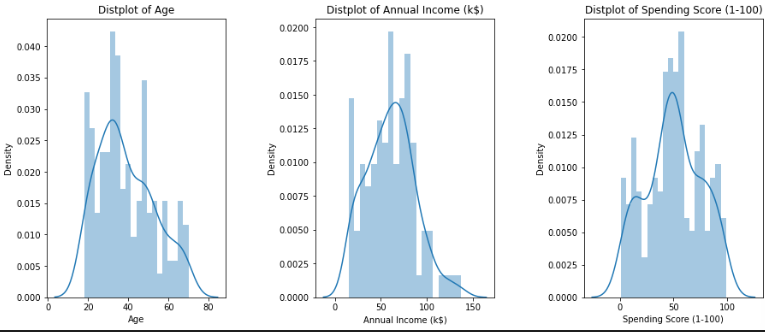 Distplot of Age
0.040
0.035
0.030
0.025
0.020
0.015
0.010
0.005
0.000
Density
0 20 40 60 80
Age
Distplot of Annual Income (k$)
0.0200
0.0175
0.0150
0.0125
0.0100
0.0075
0.0050
0.0025
0.0000
Density
0 50 100 150
Annual Income (k$)
Distplot of Spending Score (1-100)
0.0200
0.0175
0.0150
0.0125
0.0100
0.0075
0.0050
0.0025
0.0000
Density
0 50 100
Spending Score (1-100)